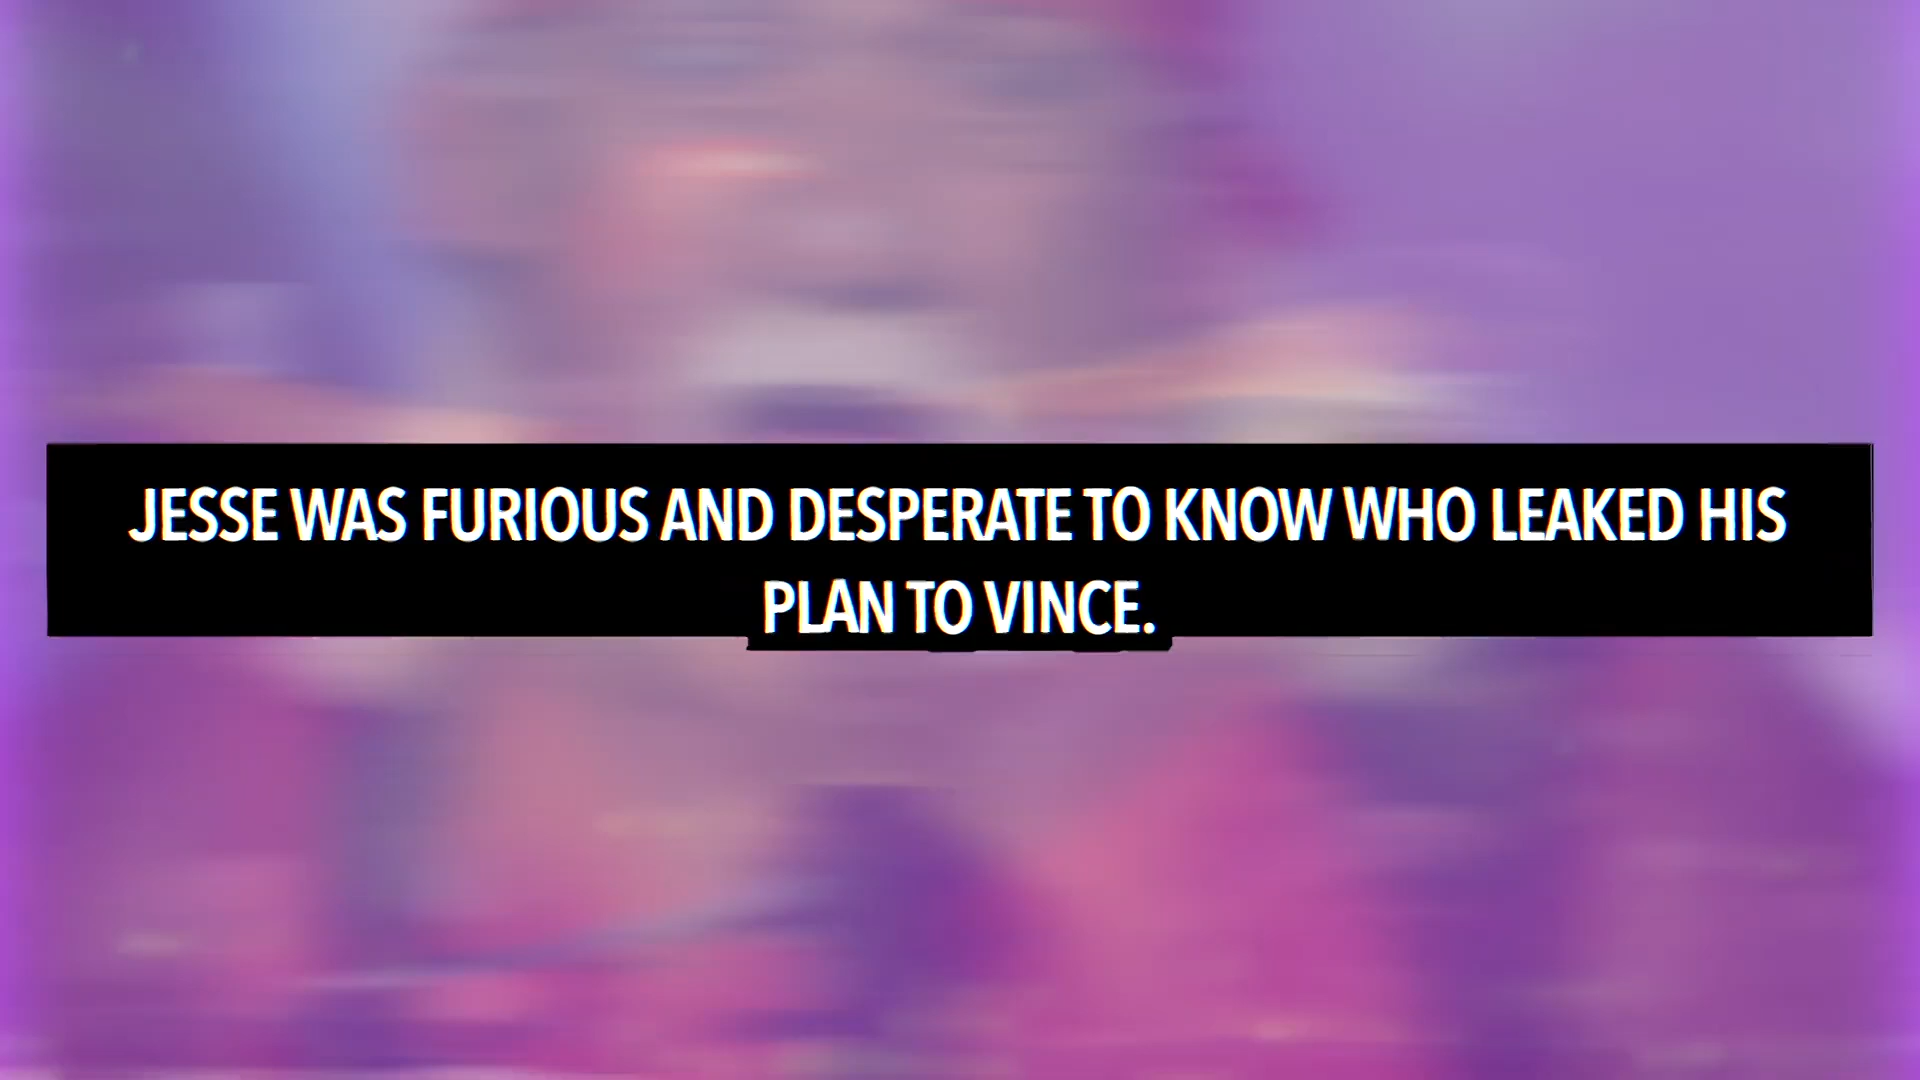 JESSE WAS FURIOUS AND DESPERATE TO KNOW WHO LEAKED HIS
PLAN TO VINCE.